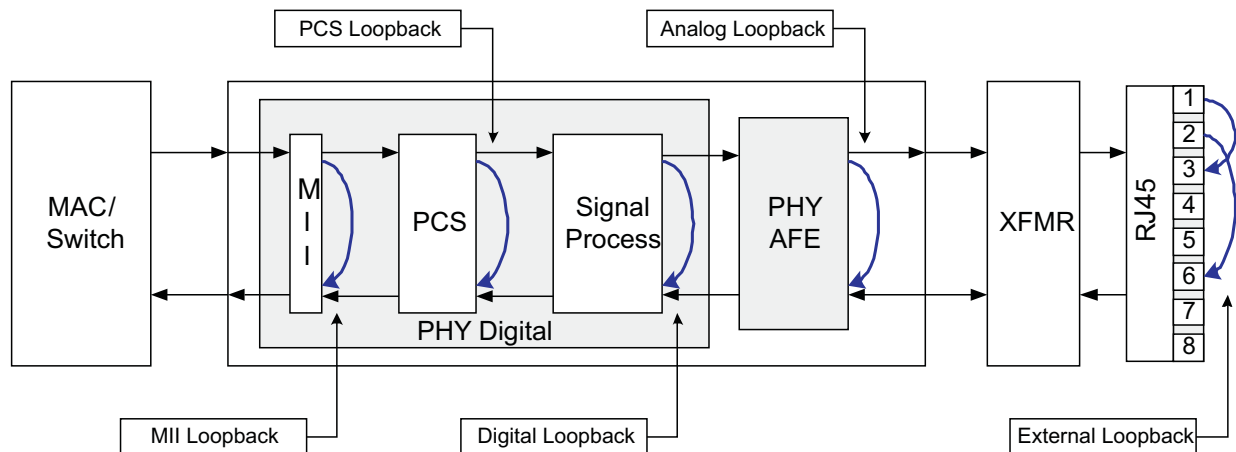 PCS Loopback
Analog Loopback
MAC/
Switch
M
I
I
PCS
Signal
Process
PHY Digital
PHY
AFE
XFMR
RJ45
1
2
3
4
5
6
7
8
MII Loopback
Digital Loopback
External Loopback